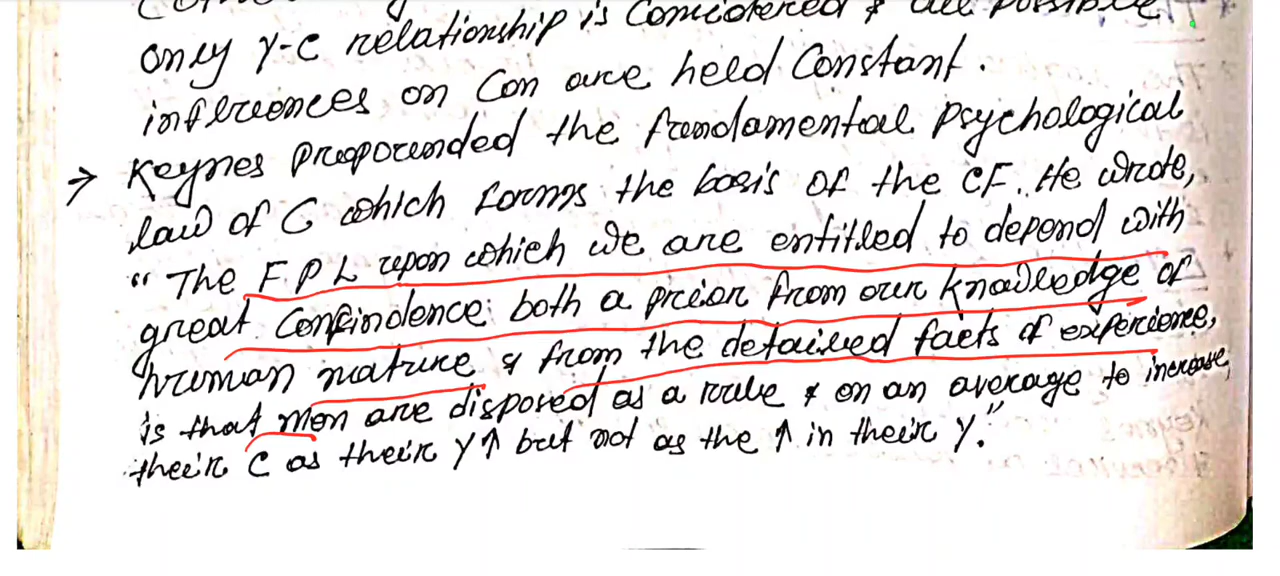 only Y-C relationship is Considered & all possible
influences on Con are held Constant.
→ Keynes propounded the fundamental Psychological
law of C which forms the basis of the CF. He wrote,
"The F P L upon which we are entitled to depend with
great Confindence both a prior from our knowledge of
human nature & from the detailed facts of experience,
is that men are disposed as a rule & on an average to increase
their C as their Y↑ but not as the ↑ in their Y."